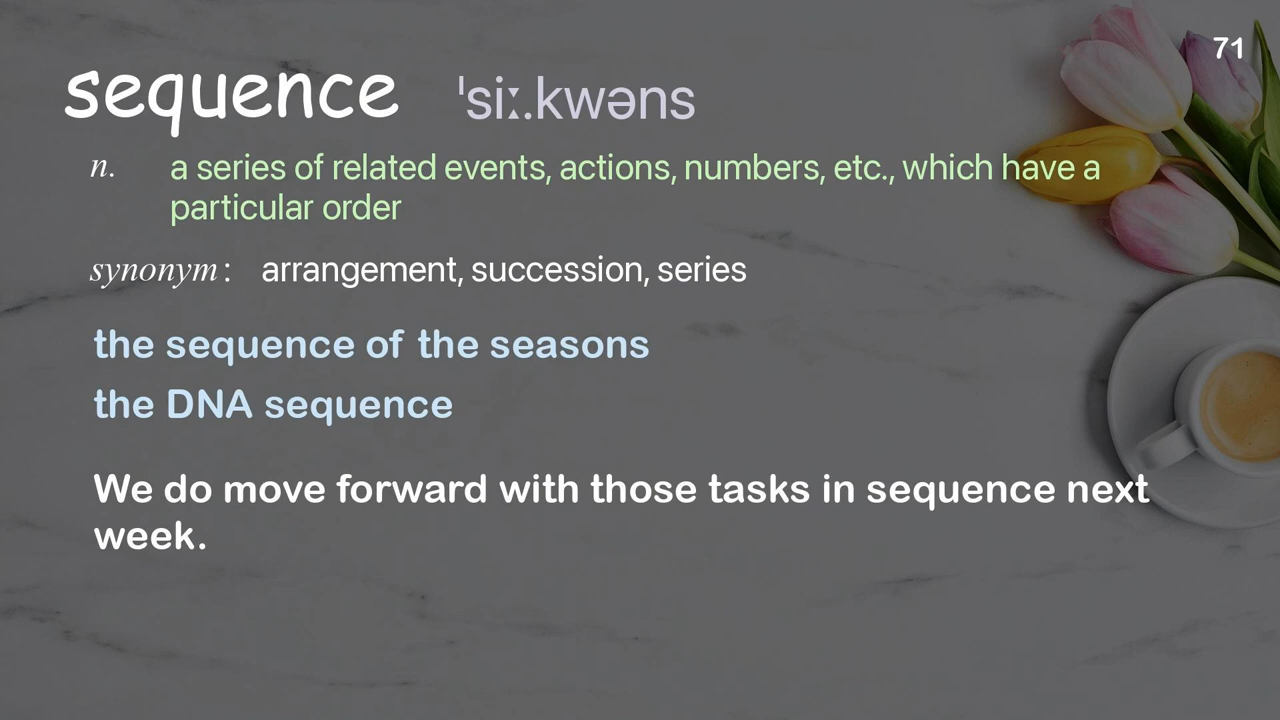 71
sequence ˈsiː.kwəns
n. a series of related events, actions, numbers, etc., which have a
particular order
synonym: arrangement, succession, series
the sequence of the seasons
the DNA sequence
We do move forward with those tasks in sequence next
week.